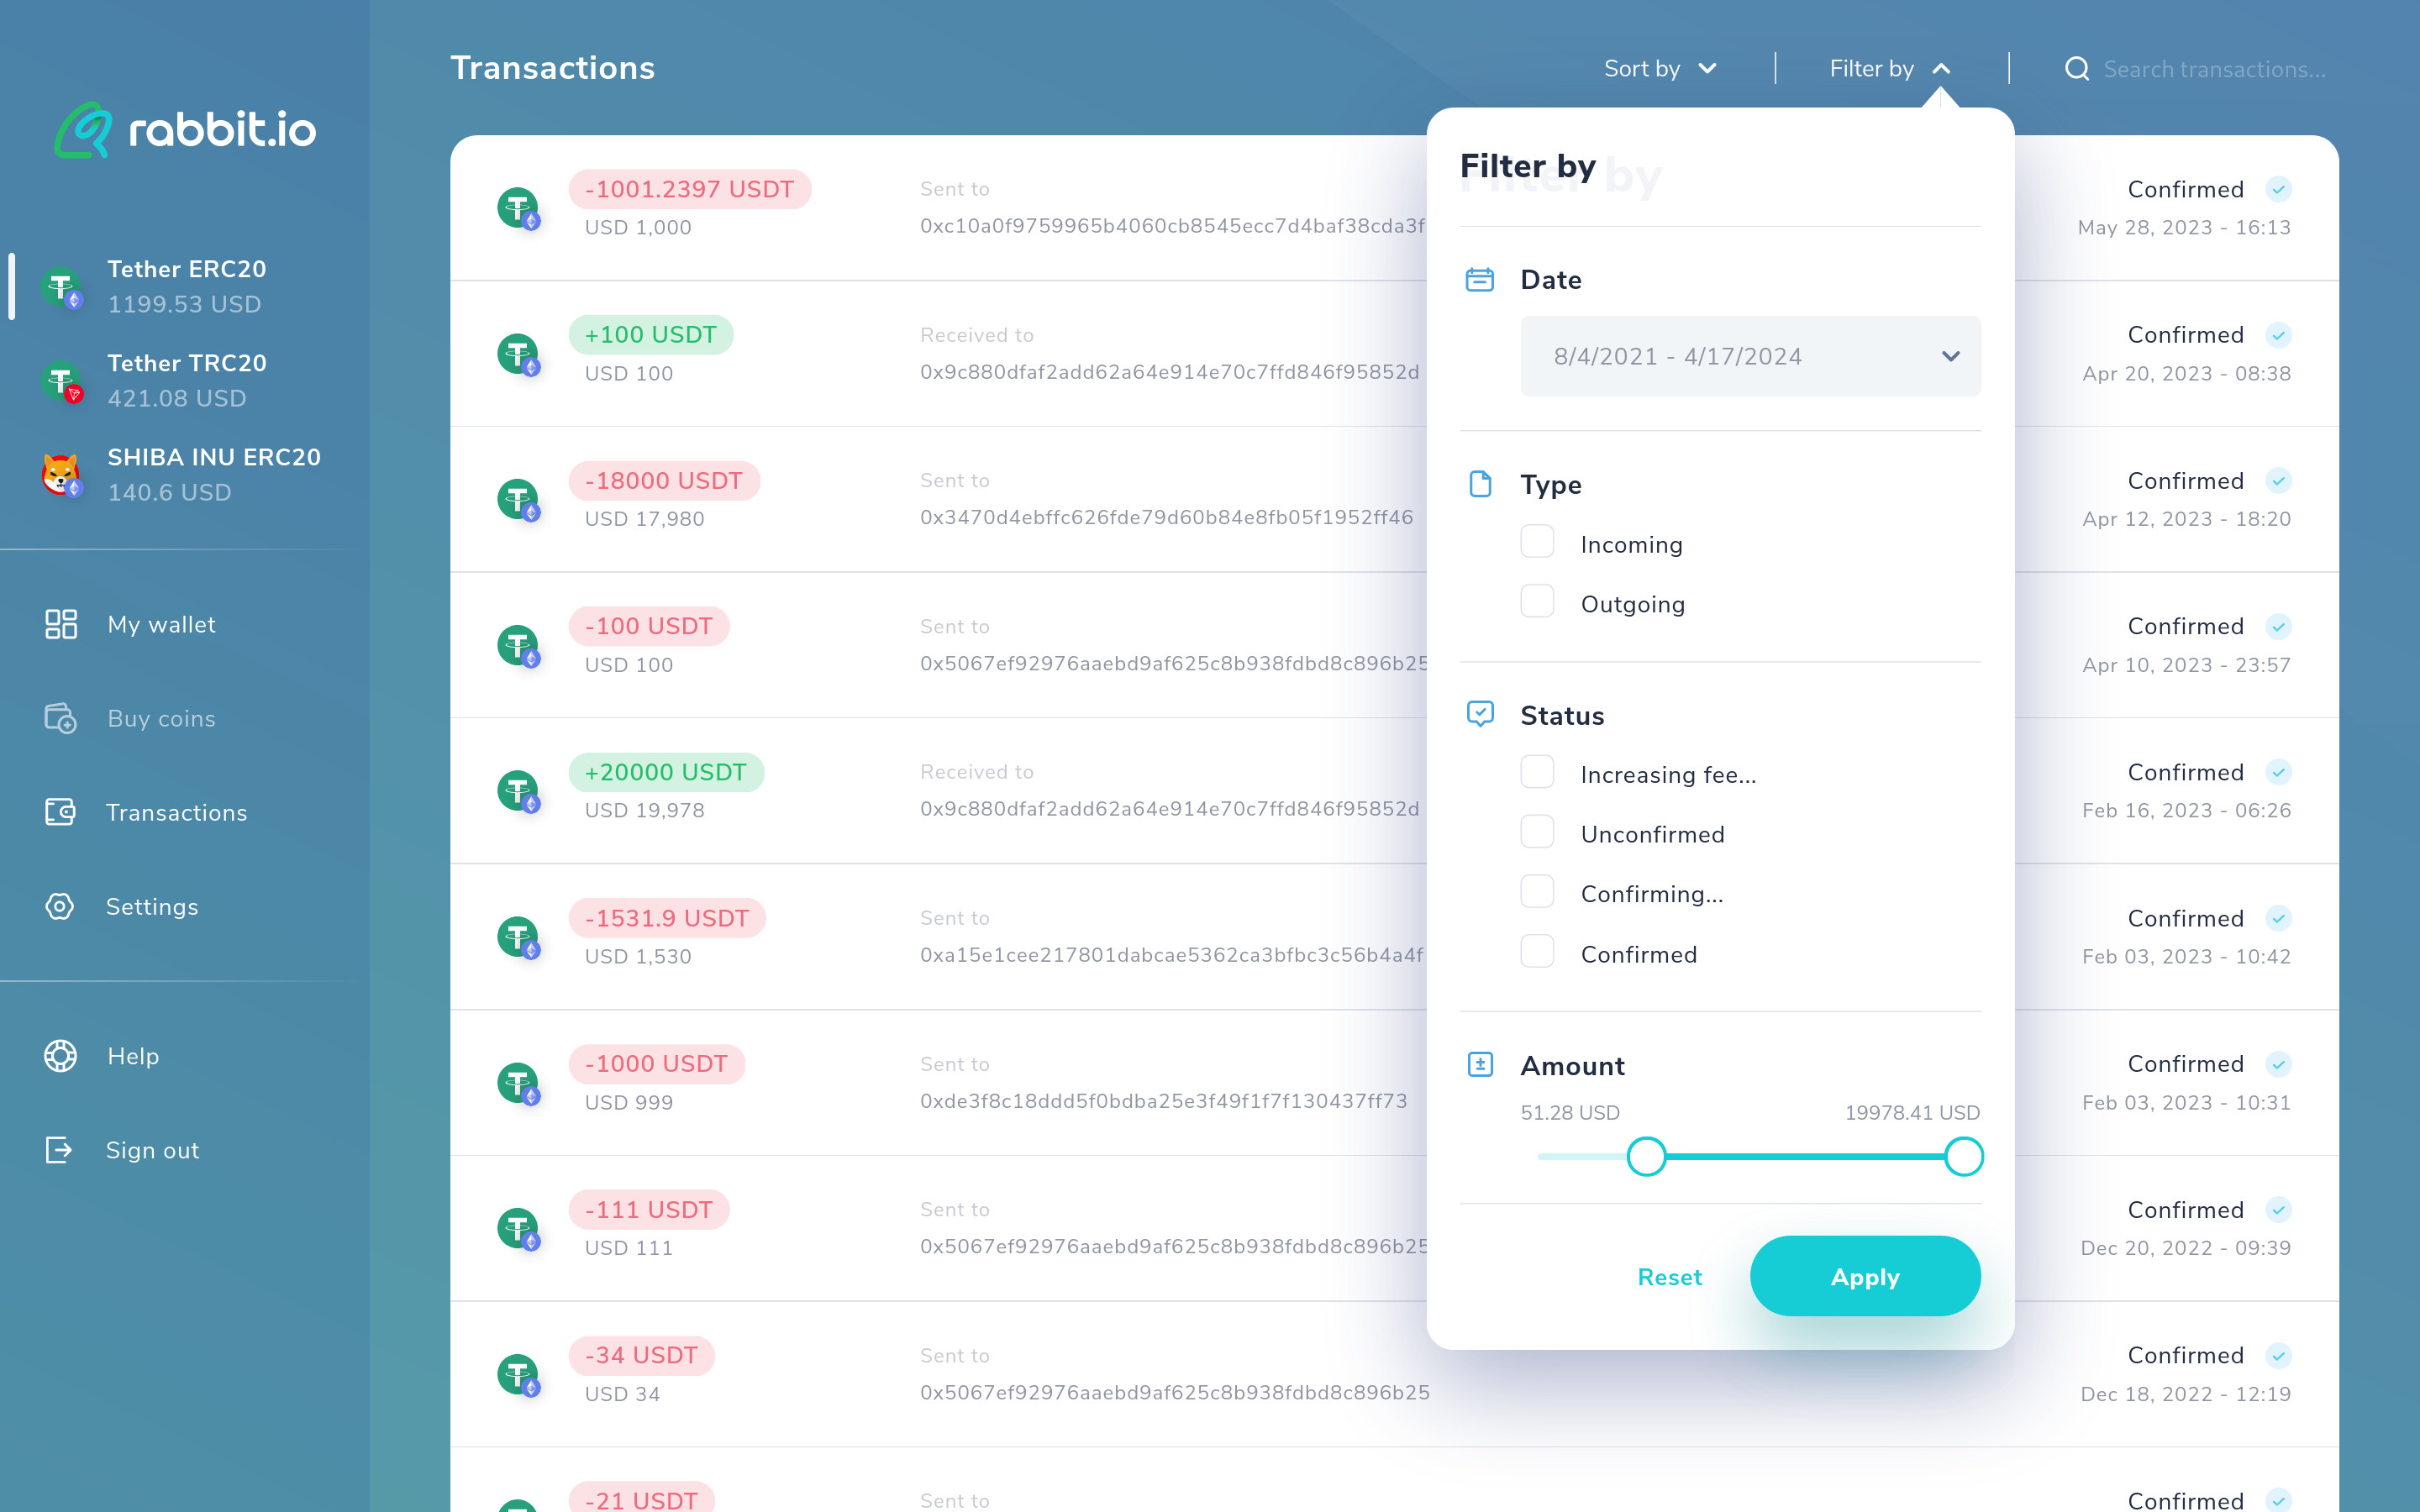 rabbit.io
Tether ERC20
1199.53 USD
Tether TRC20
421.08 USD
SHIBA INU ERC20
140.6 USD
My wallet
Buy coins
Transactions
Settings
Help
Sign out
Transactions
Sort by
Filter by
Search transactions...
-1001.2397 USDT
USD 1,000
Sent to
0xc10a0f9759965b4060cb8545ecc7d4baf38cda3f
Confirmed
May 28, 2023 - 16:13
+100 USDT
USD 100
Received to
0x9c880dfaf2add62a64e914e70c7ffd846f95852d
Confirmed
Apr 20, 2023 - 08:38
-18000 USDT
USD 17,980
Sent to
0x3470d4ebffc626fde79d60b84e8fb05f1952ff46
Confirmed
Apr 12, 2023 - 18:20
-100 USDT
USD 100
Sent to
0x5067ef92976aaebd9af625c8b938fdbd8c896b25
Confirmed
Apr 10, 2023 - 23:57
+20000 USDT
USD 19,978
Received to
0x9c880dfaf2add62a64e914e70c7ffd846f95852d
Confirmed
Feb 16, 2023 - 06:26
-1531.9 USDT
USD 1,530
Sent to
0xa15e1cee217801dabcae5362ca3bfbc3c56b4a4f
Confirmed
Feb 03, 2023 - 10:42
-1000 USDT
USD 999
Sent to
0xde3f8c18ddd5f0bdba25e3f49f1f7f130437ff73
Confirmed
Feb 03, 2023 - 10:31
-111 USDT
USD 111
Sent to
0x5067ef92976aaebd9af625c8b938fdbd8c896b25
Confirmed
Dec 20, 2022 - 09:39
-34 USDT
USD 34
Sent to
0x5067ef92976aaebd9af625c8b938fdbd8c896b25
Confirmed
Dec 18, 2022 - 12:19
-21 USDT
Sent to
Confirmed
Filter by
Filter by
Date
8/4/2021 - 4/17/2024
Type
Incoming
Outgoing
Status
Increasing fee...
Unconfirmed
Confirming...
Confirmed
Amount
51.28 USD
19978.41 USD
Reset
Apply